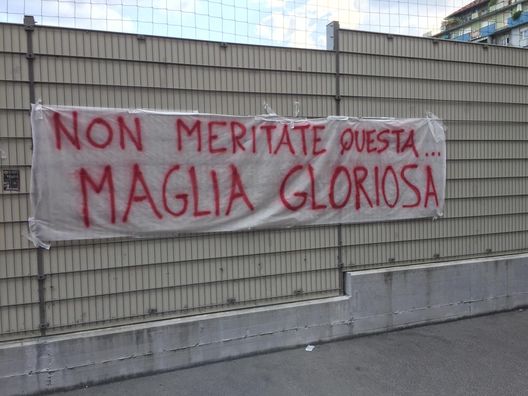 NON MERITATE QUESTA...
MAGLIA GLORIOSA